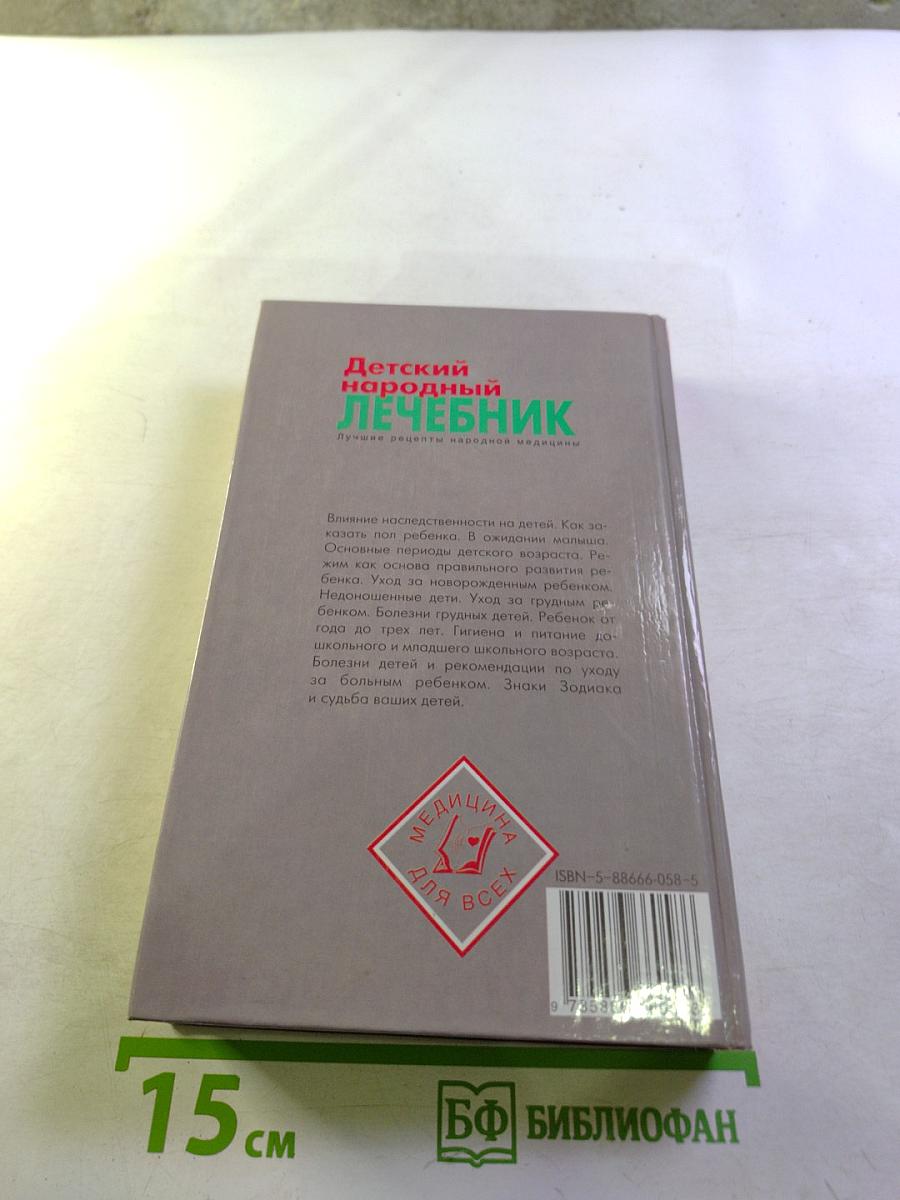 Детский
народный
ЛЕЧЕБНИК
Лучшие рецепты народной медицины
Влияние наследственности на детей. Как за-
казать пол ребенка. В ожидании малыша.
Основные периоды детского возраста. Ре-
жим как основа правильного развития ре-
бенка. Уход за новорожденным ребенком.
Недоношенные дети. Уход за грудным ре-
бенком. Болезни грудных детей. Ребенок от
года до трех лет. Гигиена и питание до-
школьного и младшего школьного возраста.
Болезни детей и рекомендации по уходу
за больным ребенком. Знаки Зодиака
и судьба ваших детей.
МЕДИЦИНА
ДЛЯ ВСЕХ
ISBN–5–88666-058–5
15 см
БФ БИБЛИОФАН